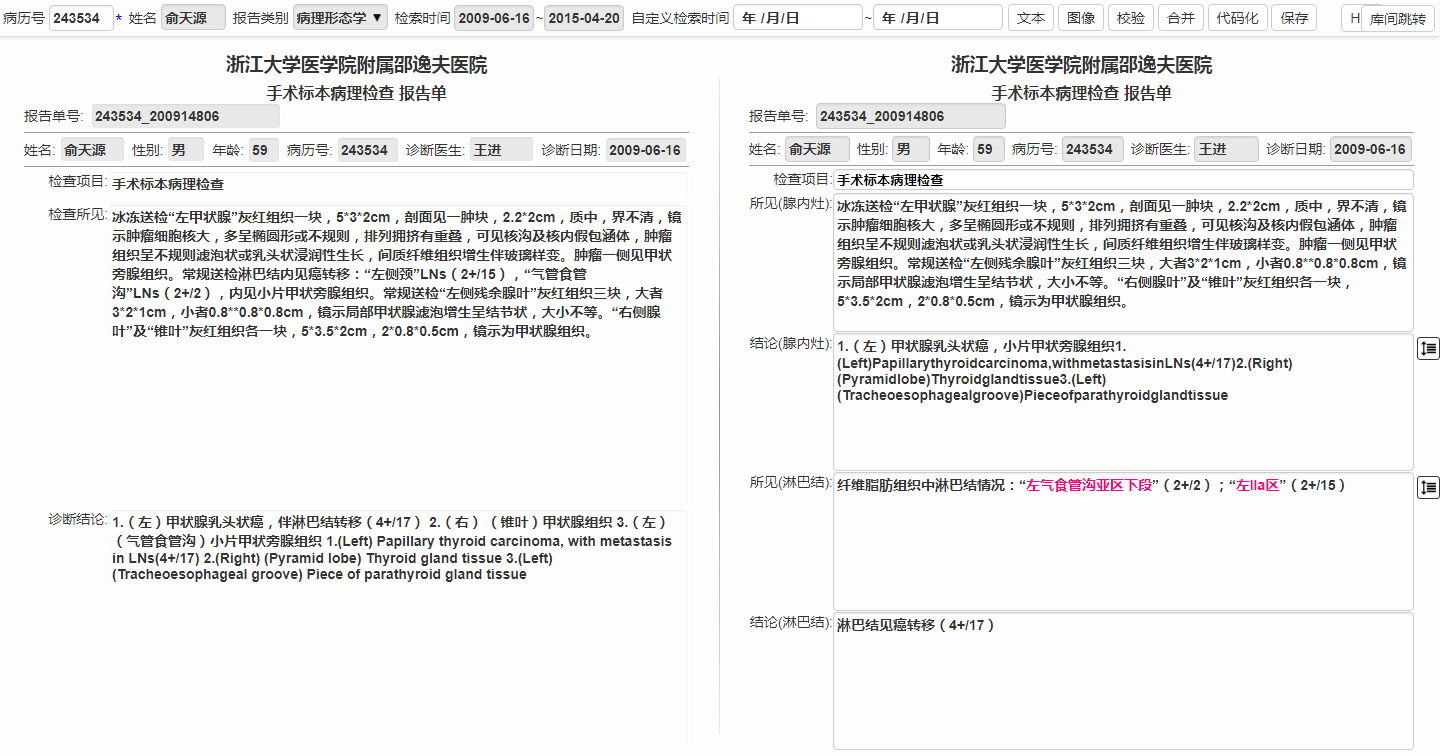 病历号 243534 * 姓名 俞天源 报告类别 病理形态学 ▼ 检索时间 2009-06-16 ~ 2015-04-20 自定义检索时间 年 /月/日 ~ 年 /月/日 文本 图像 校验 合并 代码化 保存 H 库间跳转
浙江大学医学院附属邵逸夫医院
手术标本病理检查 报告单
报告单号: 243534_200914806
姓名: 俞天源 性别: 男 年龄: 59 病历号: 243534 诊断医生: 王进 诊断日期: 2009-06-16
检查项目: 手术标本病理检查
检查所见: 冰冻送检“左甲状腺”灰红组织一块，5*3*2cm，剖面见一肿块，2.2*2cm，质中，界不清，镜
示肿瘤细胞核大，多呈椭圆形或不规则，排列拥挤有重叠，可见核沟及核内假包涵体，肿瘤
组织呈不规则滤泡状或乳头状浸润性生长，间质纤维组织增生伴玻璃样变。肿瘤一侧见甲状
旁腺组织。常规送检淋巴结内见癌转移：“左侧颈”LNs（2+/15），“气管食管
沟”LNs（2+/2），内见小片甲状旁腺组织。常规送检“左侧残余腺叶”灰红组织三块，大者
3*2*1cm，小者0.8**0.8*0.8cm，镜示局部甲状腺滤泡增生呈结节状，大小不等。“右侧腺
叶”及“锥叶”灰红组织各一块，5*3.5*2cm，2*0.8*0.5cm，镜示为甲状腺组织。
诊断结论: 1.（左）甲状腺乳头状癌，伴淋巴结转移（4+/17） 2.（右）（锥叶）甲状腺组织 3.（左）
（气管食管沟）小片甲状旁腺组织 1.(Left) Papillary thyroid carcinoma, with metastasis
in LNs(4+/17) 2.(Right) (Pyramid lobe) Thyroid gland tissue 3.(Left)
(Tracheoesophageal groove) Piece of parathyroid gland tissue
浙江大学医学院附属邵逸夫医院
手术标本病理检查 报告单
报告单号: 243534_200914806
姓名: 俞天源 性别: 男 年龄: 59 病历号: 243534 诊断医生: 王进 诊断日期: 2009-06-16
检查项目: 手术标本病理检查
所见(腺内灶): 冰冻送检“左甲状腺”灰红组织一块，5*3*2cm，剖面见一肿块，2.2*2cm，质中，界不清，镜
示肿瘤细胞核大，多呈椭圆形或不规则，排列拥挤有重叠，可见核沟及核内假包涵体，肿瘤
组织呈不规则滤泡状或乳头状浸润性生长，间质纤维组织增生伴玻璃样变。肿瘤一侧见甲状
旁腺组织。常规送检“左侧残余腺叶”灰红组织三块，大者3*2*1cm，小者0.8**0.8*0.8cm，镜
示局部甲状腺滤泡增生呈结节状，大小不等。“右侧腺叶”及“锥叶”灰红组织各一块，
5*3.5*2cm，2*0.8*0.5cm，镜示为甲状腺组织。
结论(腺内灶): 1.（左）甲状腺乳头状癌，小片甲状旁腺组织1.
(Left)Papillarythyroidcarcinoma,withmetastasisinLNs(4+/17)2.(Right)
(Pyramidlobe)Thyroidglandtissue3.(Left)
(Tracheoesophagealgroove)Pieceofparathyroidglandtissue
所见(淋巴结): 纤维脂肪组织中淋巴结情况：“左气食管沟亚区下段”（2+/2）；“左IIa区”（2+/15）
结论(淋巴结): 淋巴结见癌转移（4+/17）